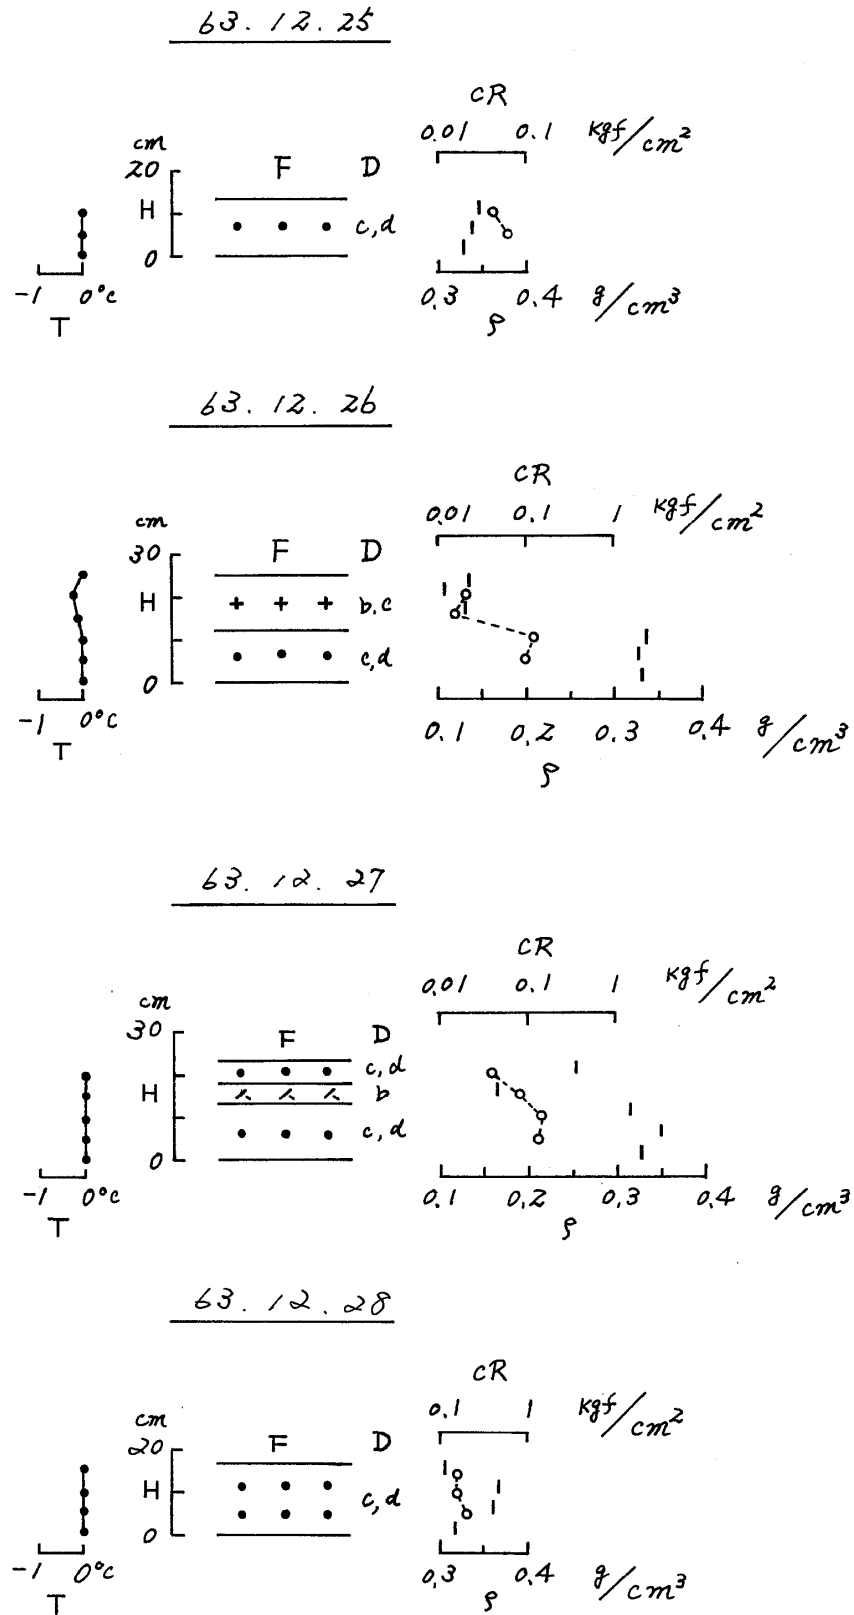 63. 12. 25
cR
0.01 0.1 kgf/cm²
cm
20 F D
H c,d
0
-1 0°c
T
0.3 0.4 g/cm³
ρ
63. 12. 26
cR
0.01 0.1 1 kgf/cm²
cm
30 F D
H b,c
c,d
0
-1 0°c
T
0.1 0.2 0.3 0.4 g/cm³
ρ
63. 12. 27
cR
0.01 0.1 1 kgf/cm²
cm
30 F D
c,d
H b
c,d
0
-1 0°c
T
0.1 0.2 0.3 0.4 g/cm³
ρ
63. 12. 28
cR
0.1 1 kgf/cm²
cm
20 F D
H c,d
0
-1 0°c
T
0.3 0.4 g/cm³
ρ